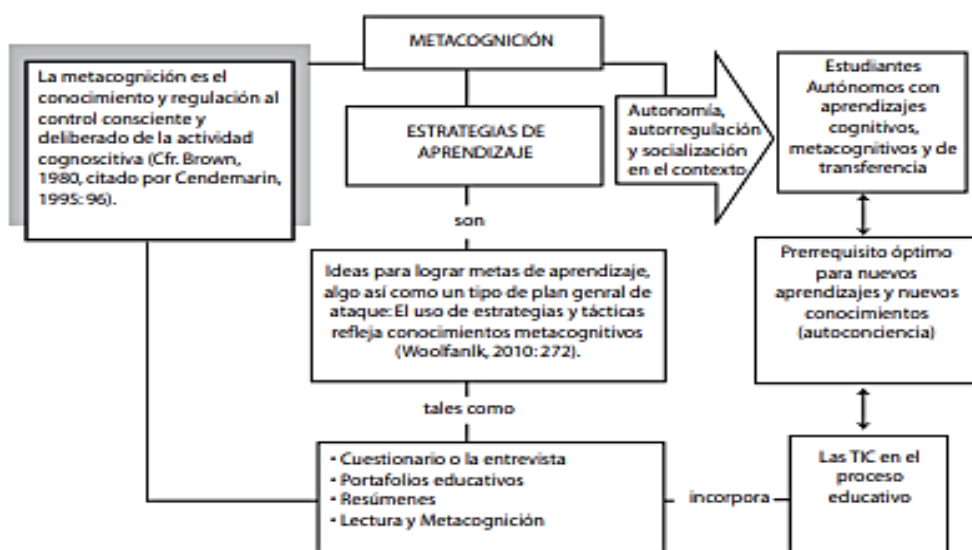 METACOGNICIÓN
La metacognición es el
conocimiento y regulación al
control consciente y
deliberado de la actividad
cognoscitiva (Cfr. Brown,
1980, citado por Cendemarin,
1995: 96).
ESTRATEGIAS DE
APRENDIZAJE
Autonomía,
autorregulación
y socialización
en el contexto
Estudiantes
Autónomos con
aprendizajes
cognitivos,
metacognitivos y de
transferencia
son
Ideas para lograr metas de aprendizaje,
algo así como un tipo de plan genral de
ataque: El uso de estrategias y tácticas
refleja conocimientos metacognitivos
(Woolfanlk, 2010: 272).
Prerrequisito óptimo
para nuevos
aprendizajes y nuevos
conocimientos
(autoconciencia)
tales como
• Cuestionario o la entrevista
• Portafolios educativos
• Resúmenes
• Lectura y Metacognición
incorpora
Las TIC en el
proceso
educativo